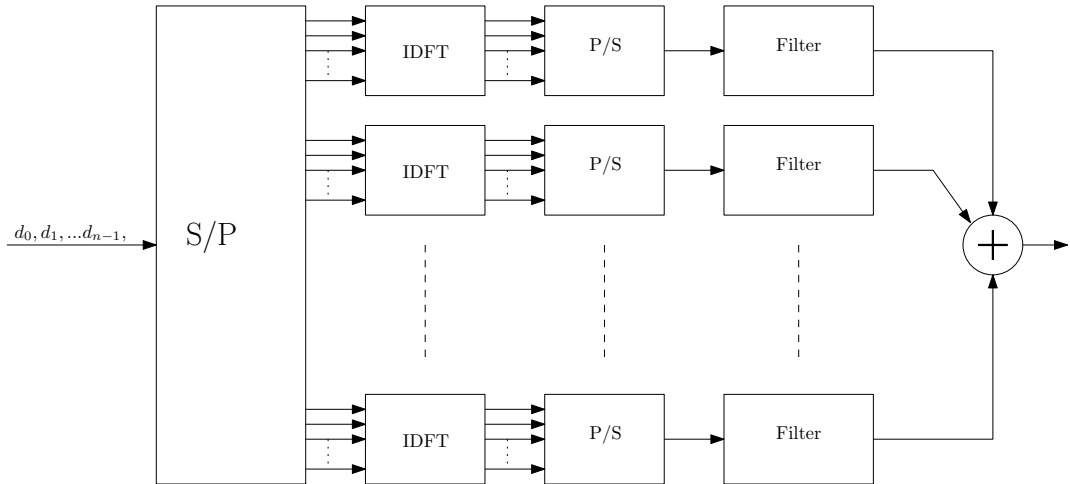 IDFT
P/S
Filter
IDFT
P/S
Filter
d_0, d_1, ...d_{n-1},
S/P
+
IDFT
P/S
Filter